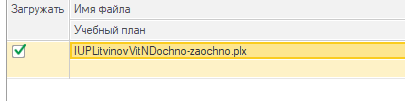 Загружать Имя файла
Учебный план
IUPLitvinovVitNDochno-zaochno.plx